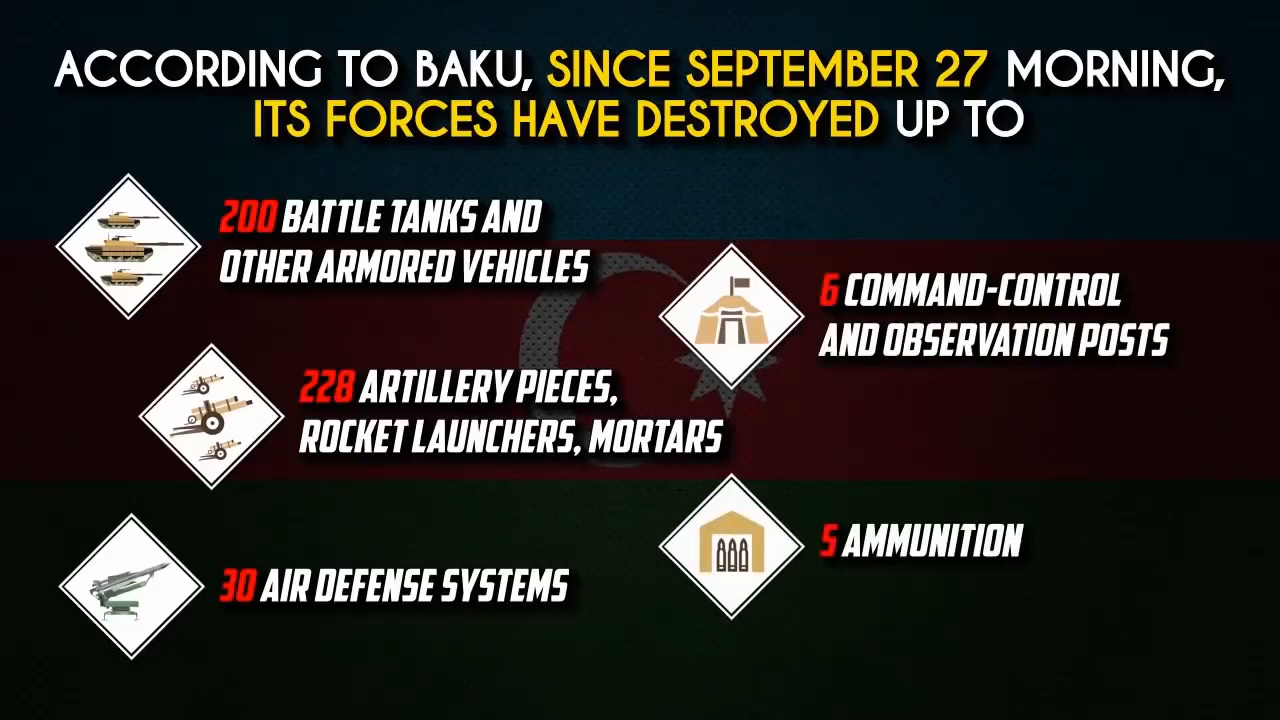 ACCORDING TO BAKU, SINCE SEPTEMBER 27 MORNING,
ITS FORCES HAVE DESTROYED UP TO
200 BATTLE TANKS AND
OTHER ARMORED VEHICLES
228 ARTILLERY PIECES,
ROCKET LAUNCHERS, MORTARS
30 AIR DEFENSE SYSTEMS
6 COMMAND-CONTROL
AND OBSERVATION POSTS
5 AMMUNITION